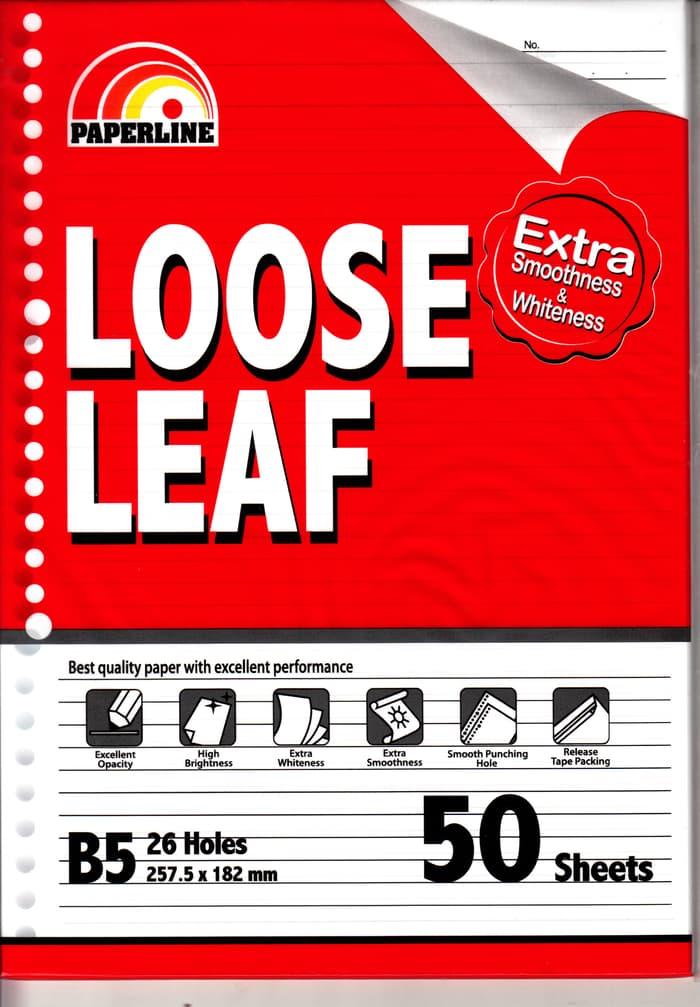 No.
PAPERLINE
LOOSE
LEAF
Extra
Smoothness
&
Whiteness
Best quality paper with excellent performance
Excellent
Opacity
High
Brightness
Extra
Whiteness
Extra
Smoothness
Smooth Punching
Hole
Release
Tape Packing
B5
26 Holes
257.5 x 182 mm
50 Sheets